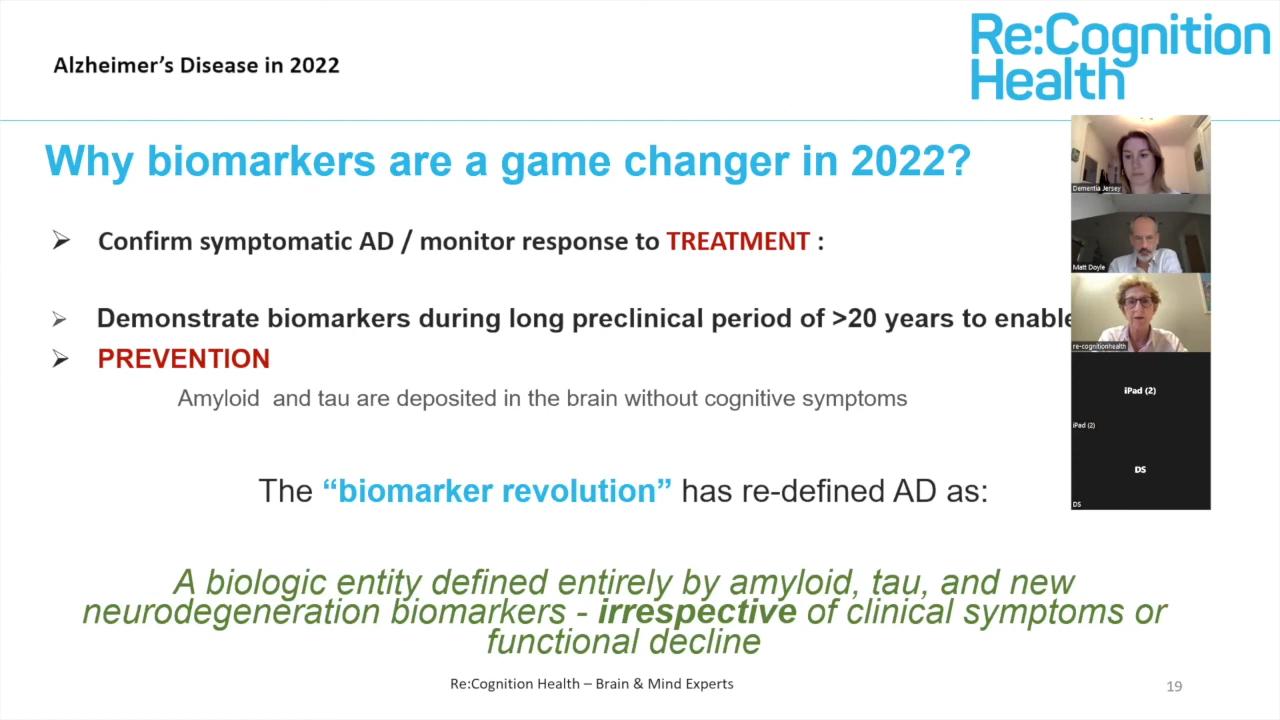 Re:Cognition
Health
Alzheimer's Disease in 2022
Why biomarkers are a game changer in 2022?
Confirm symptomatic AD / monitor response to TREATMENT :
Demonstrate biomarkers during long preclinical period of >20 years to enable
PREVENTION
Amyloid and tau are deposited in the brain without cognitive symptoms
The “biomarker revolution” has re-defined AD as:
A biologic entity defined entirely by amyloid, tau, and new
neurodegeneration biomarkers - irrespective of clinical symptoms or
functional decline
Re:Cognition Health – Brain & Mind Experts
19
Dementia Jersey
Matt Doyle
re-cognitionhealth
iPad (2)
iPad (2)
DS
DS